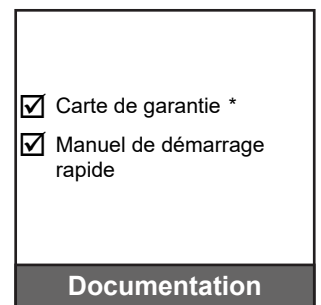 ☑ Carte de garantie *
☑ Manuel de démarrage
rapide
Documentation